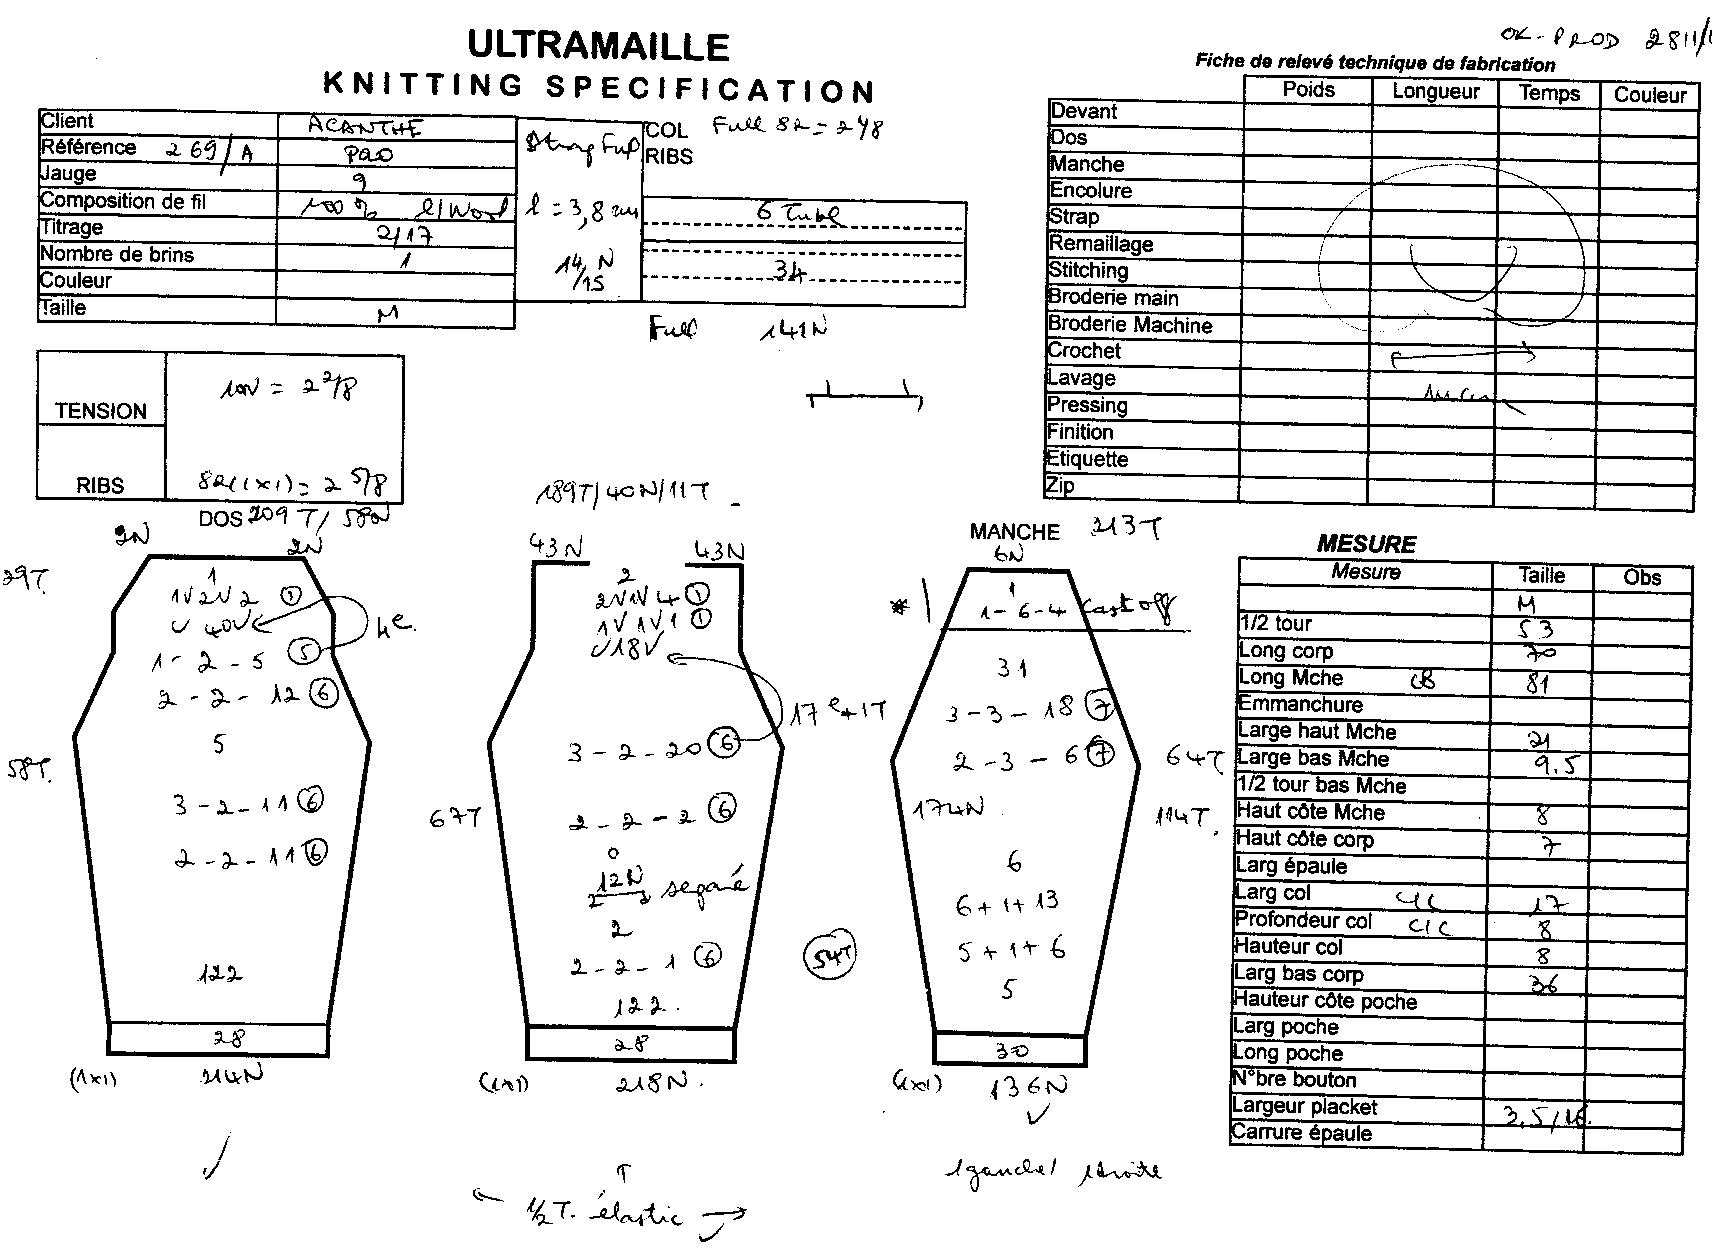 OK - PROD
ULTRAMAILLE
KNITTING SPECIFICATION
Client ACANTHE
Référence 269/A PAO
Jauge 9
Composition de fil 100 %
Titrage 2/17
Nombre de brins 1
Couleur
Taille M
Strap Full
l = 3,8 cm
14/15 N
COL Full 82 = 248
RIBS
6 Tubl
34
Full 141N
TENSION 10N = 2 2/8
RIBS 82(1x1) = 2 5/8
Fiche de relevé technique de fabrication
Poids Longueur Temps Couleur
Devant
Dos
Manche
Encolure
Strap
Remaillage
Stitching
Broderie main
Broderie Machine
Crochet
Lavage
Pressing
Finition
Etiquette
Zip
DOS 209T/58N
2N 2N
29T.
1
1V2V2 (1)
40V
4e
1-2-5 (5)
2-2-12 (6)
5
58T.
3-2-11 (6)
2-2-11 (6)
122
28
(1x1) 214N
189T/40N/11T
43N 43N
2
2V1V4 (1)
1V1V1 (1)
18V
17e+1T
3-2-20 (6)
67T
2-2-2 (6)
0
12N separé
2
2-2-1 (6)
54T
122.
28
(1x1) 218N.
1/2T. élastic
MANCHE 213T
6N
1
* 1-6-4 cast off
31
3-3-18 (7)
2-3-6 (7)
64T
174N
114T.
6
6+1+13
5+1+6
5
30
(1x1) 136N
1 gauche/ 1 droite
MESURE
Mesure Taille Obs
M
1/2 tour 53
Long corp 70
Long Mche CB 81
Emmanchure
Large haut Mche 21
Large bas Mche 9.5
1/2 tour bas Mche
Haut côte Mche 8
Haut côte corp 7
Larg épaule
Larg col C/C 17
Profondeur col C/C 8
Hauteur col 8
Larg bas corp 36
Hauteur côte poche
Larg poche
Long poche
N°bre bouton
Largeur placket 3,5/16
Carrure épaule